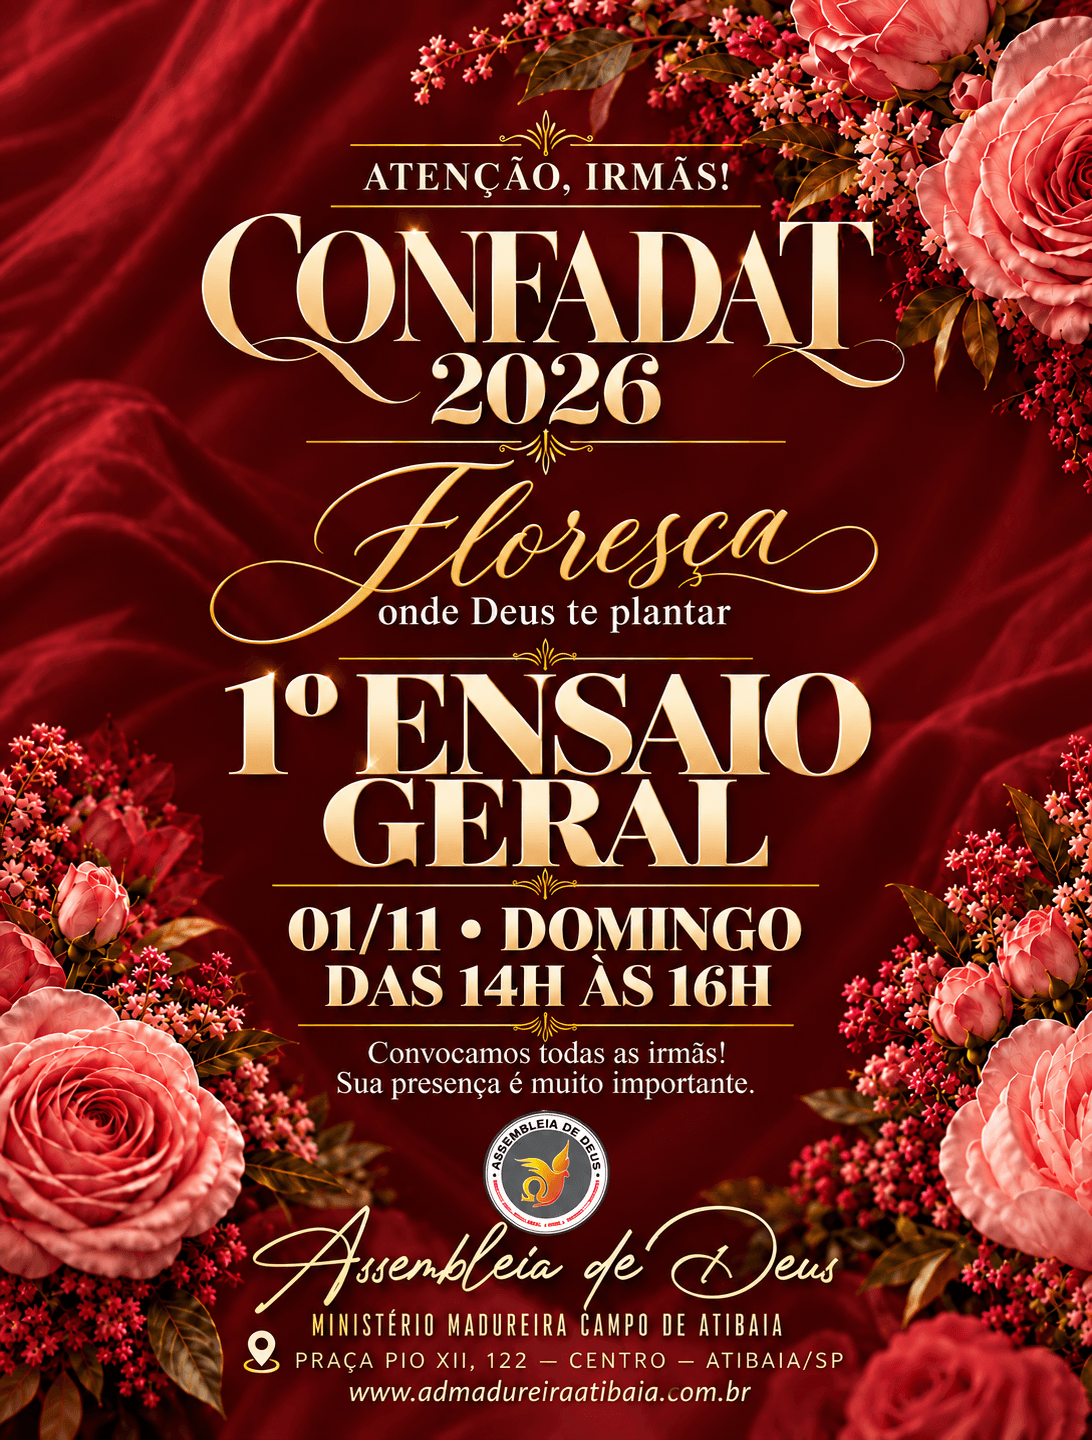 ATENÇÃO, IRMÃS!
CONFADAT
2026
Floresça
onde Deus te plantar
1º ENSAIO
GERAL
01/11 • DOMINGO
DAS 14H ÀS 16H
Convocamos todas as irmãs!
Sua presença é muito importante.
• ASSEMBLEIA DE DEUS •
Assembleia de Deus
MINISTÉRIO MADUREIRA CAMPO DE ATIBAIA
PRAÇA PIO XII, 122 – CENTRO – ATIBAIA/SP
www.admadureiraatibaia.com.br